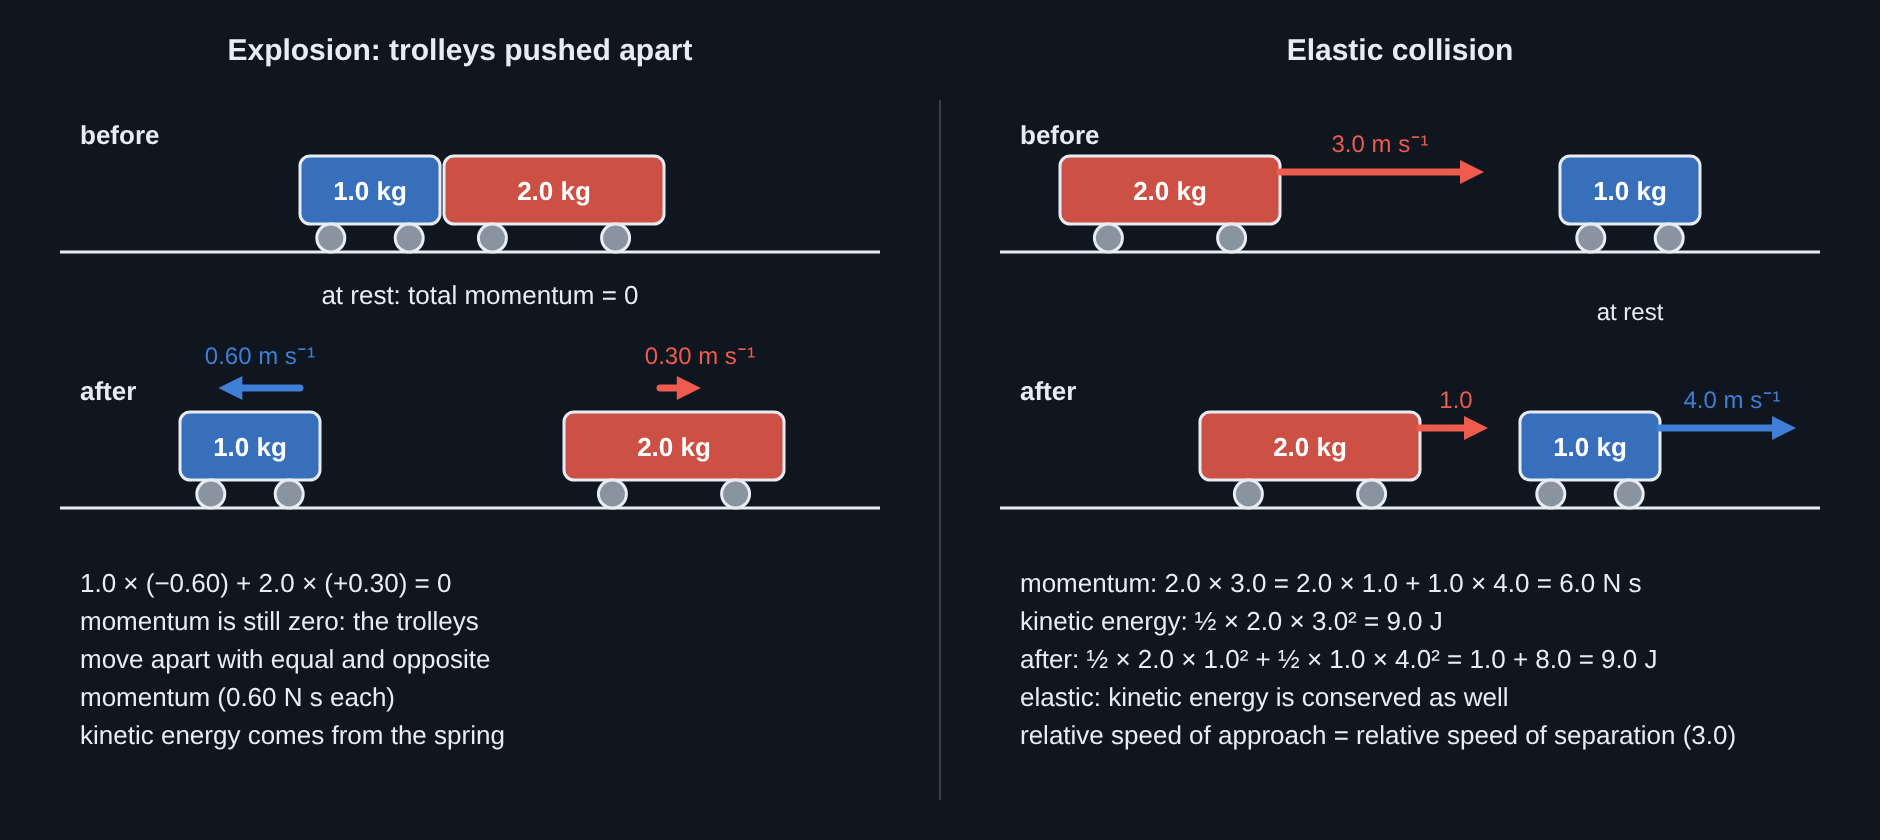 Explosion: trolleys pushed apart
before
1.0 kg
2.0 kg
at rest: total momentum = 0
0.60 m s⁻¹
0.30 m s⁻¹
after
1.0 kg
2.0 kg
1.0 × (−0.60) + 2.0 × (+0.30) = 0
momentum is still zero: the trolleys
move apart with equal and opposite
momentum (0.60 N s each)
kinetic energy comes from the spring
Elastic collision
before
3.0 m s⁻¹
2.0 kg
1.0 kg
at rest
after
1.0
4.0 m s⁻¹
2.0 kg
1.0 kg
momentum: 2.0 × 3.0 = 2.0 × 1.0 + 1.0 × 4.0 = 6.0 N s
kinetic energy: ½ × 2.0 × 3.0² = 9.0 J
after: ½ × 2.0 × 1.0² + ½ × 1.0 × 4.0² = 1.0 + 8.0 = 9.0 J
elastic: kinetic energy is conserved as well
relative speed of approach = relative speed of separation (3.0)